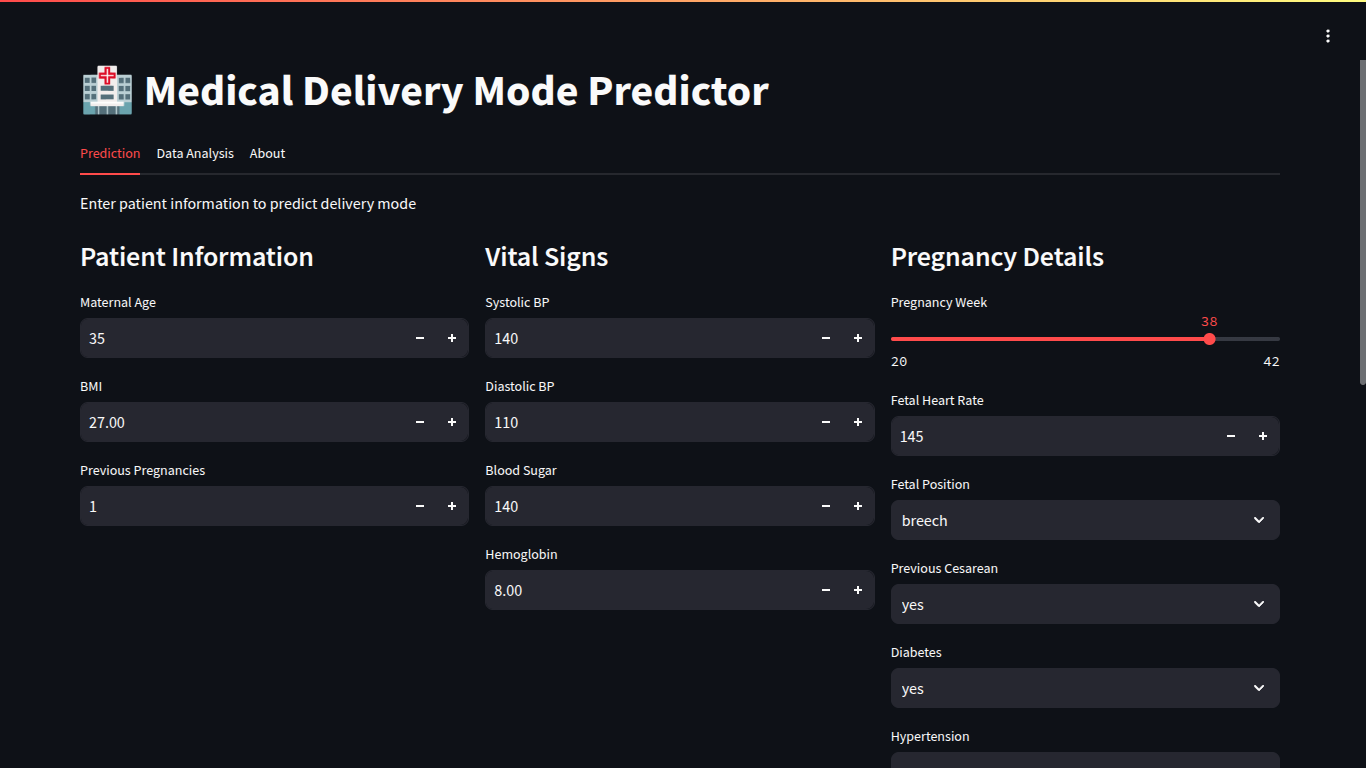 Medical Delivery Mode Predictor
Prediction Data Analysis About
Enter patient information to predict delivery mode
Patient Information
Maternal Age
35
BMI
27.00
Previous Pregnancies
1
Vital Signs
Systolic BP
140
Diastolic BP
110
Blood Sugar
140
Hemoglobin
8.00
Pregnancy Details
Pregnancy Week
38
20 42
Fetal Heart Rate
145
Fetal Position
breech
Previous Cesarean
yes
Diabetes
yes
Hypertension